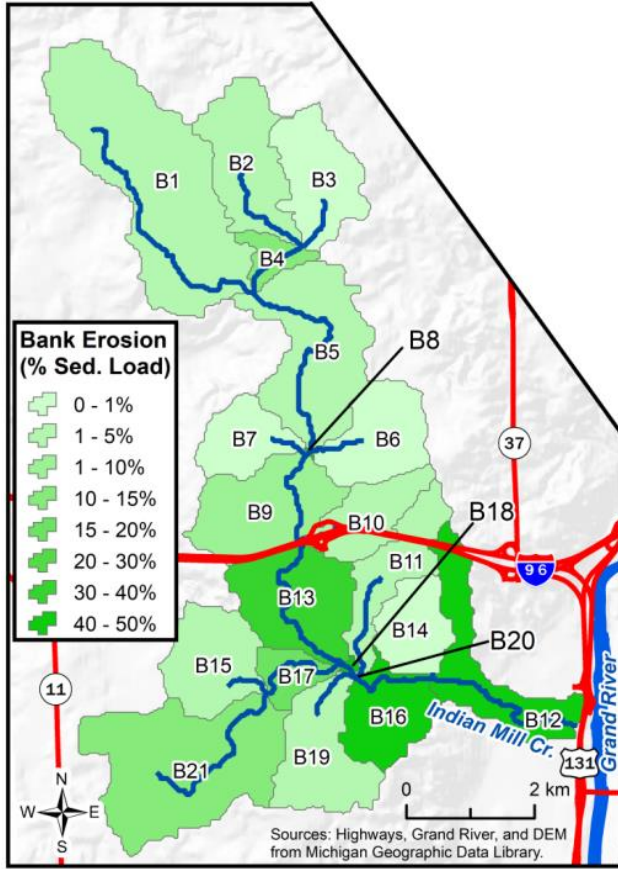 B1
B2
B3
B4
B5
B8
Bank Erosion
(% Sed. Load)
0 - 1%
1 - 5%
1 - 10%
10 - 15%
15 - 20%
20 - 30%
30 - 40%
40 - 50%
B7
B6
37
B9
B10
B18
B11
96
B13
B14
B20
B15
B17
11
B16
Indian Mill Cr.
B12
Grand River
B21
B19
131
N
W E
S
0 2 km
Sources: Highways, Grand River, and DEM
from Michigan Geographic Data Library.